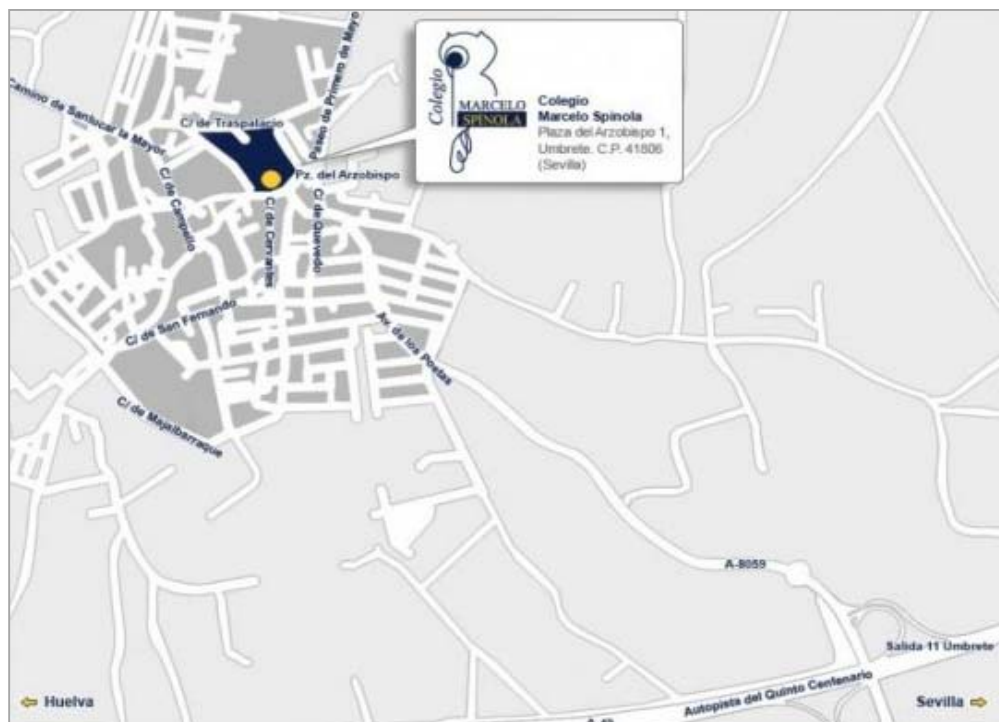 Camino de Sanlucar la Mayor
C/ de Traspalacio
Paseo de Primero de Mayo
Colegio
MARCELO
SPINOLA
Colegio
Marcelo Spinola
Plaza del Arzobispo 1,
Umbrete. C.P. 41806
(Sevilla)
Pz. del Arzobispo
C/ de Campello
C/ de Cervantes
C/ de Quevedo
C/ de San Fernando
Av. de los Poetas
C/ de Majalbarraque
A-8059
Salida 11 Umbrete
Autopista del Quinto Centenario
Huelva
Sevilla